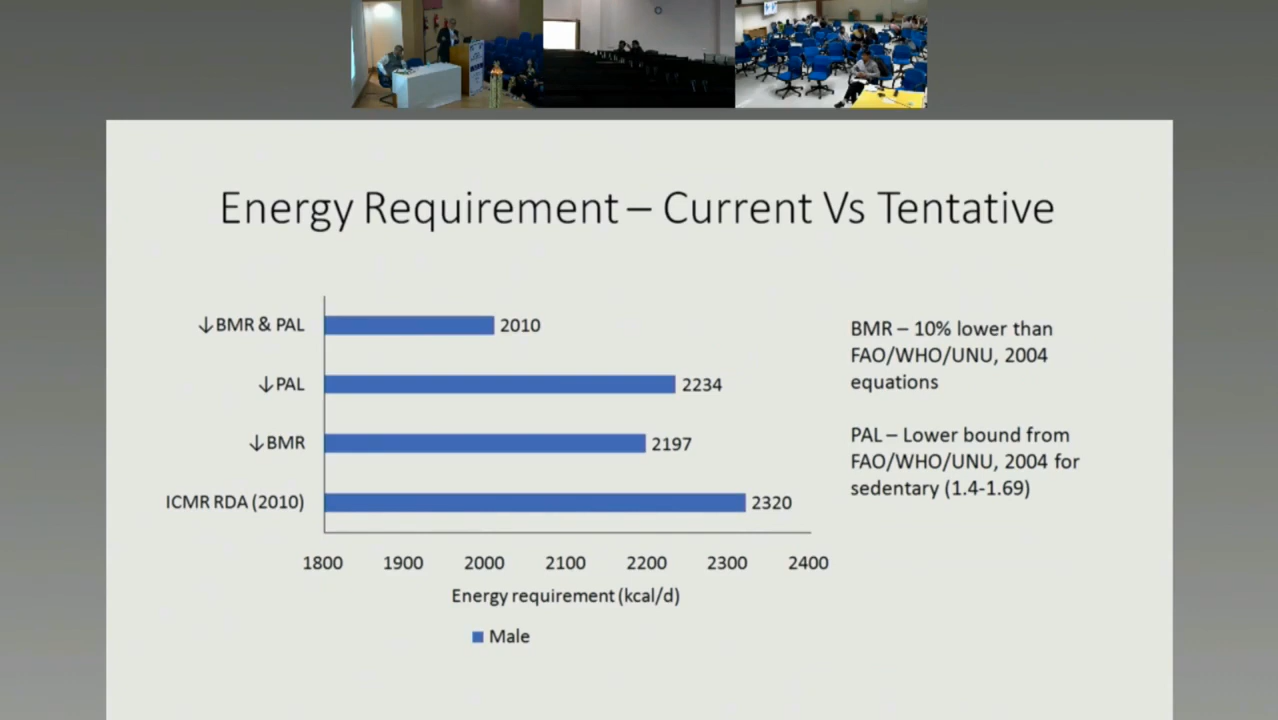 Energy Requirement – Current Vs Tentative
↓BMR & PAL
2010
↓PAL
2234
↓BMR
2197
ICMR RDA (2010)
2320
1800 1900 2000 2100 2200 2300 2400
Energy requirement (kcal/d)
Male
BMR – 10% lower than
FAO/WHO/UNU, 2004
equations
PAL – Lower bound from
FAO/WHO/UNU, 2004 for
sedentary (1.4-1.69)